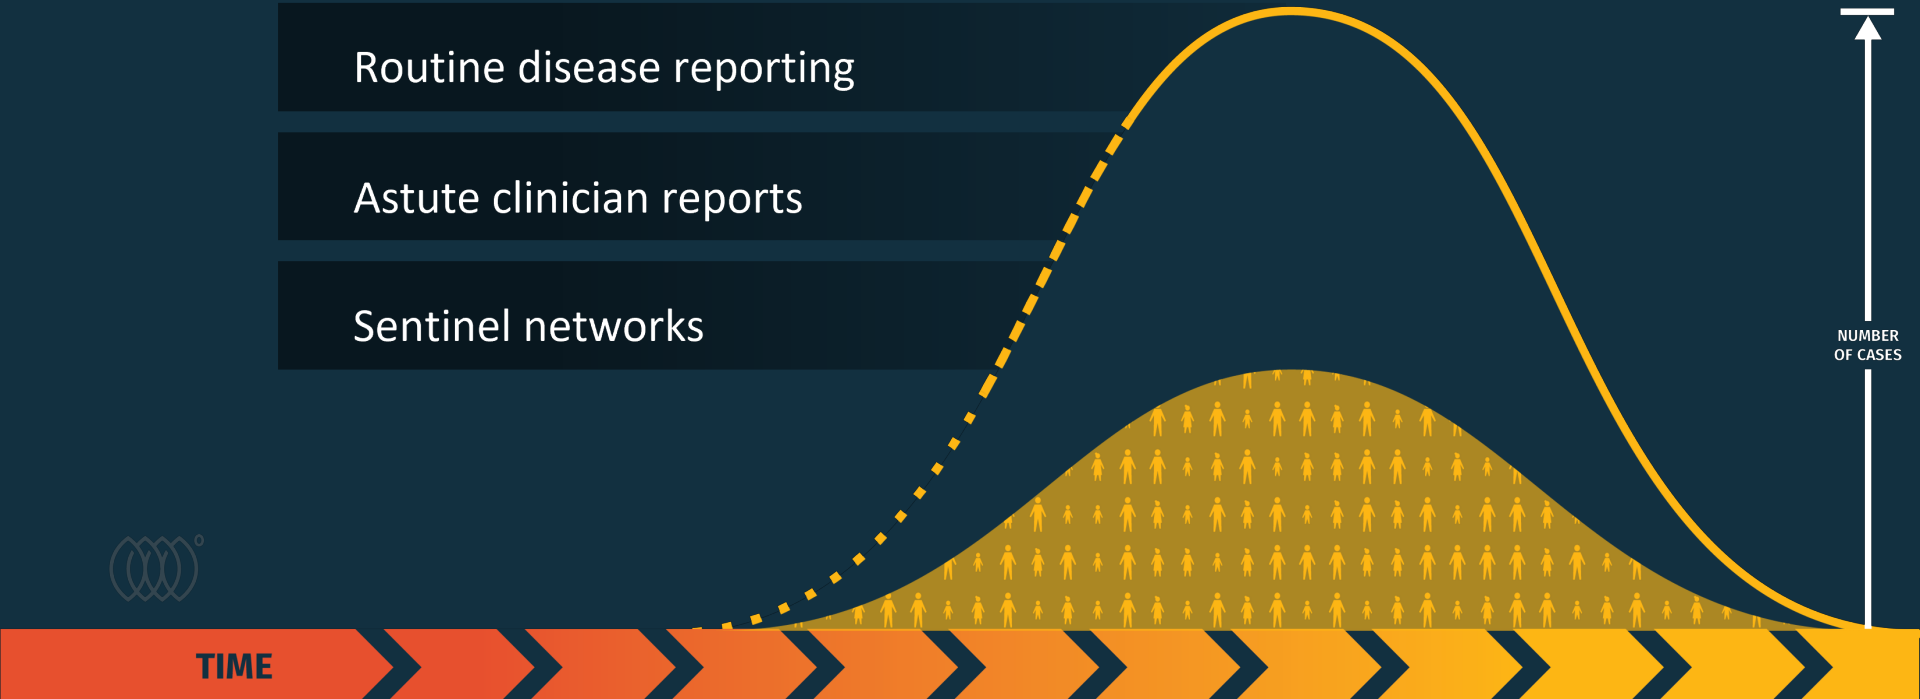 Routine disease reporting
Astute clinician reports
Sentinel networks
NUMBER
OF CASES
TIME